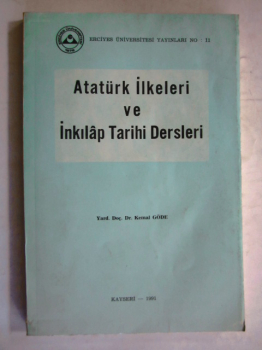 ERCİYES ÜNİVERSİTESİ YAYINLARI NO : 11
Atatürk İlkeleri
ve
İnkılâp Tarihi Dersleri
Yard. Doç. Dr. Kemal GÖDE
KAYSERİ —